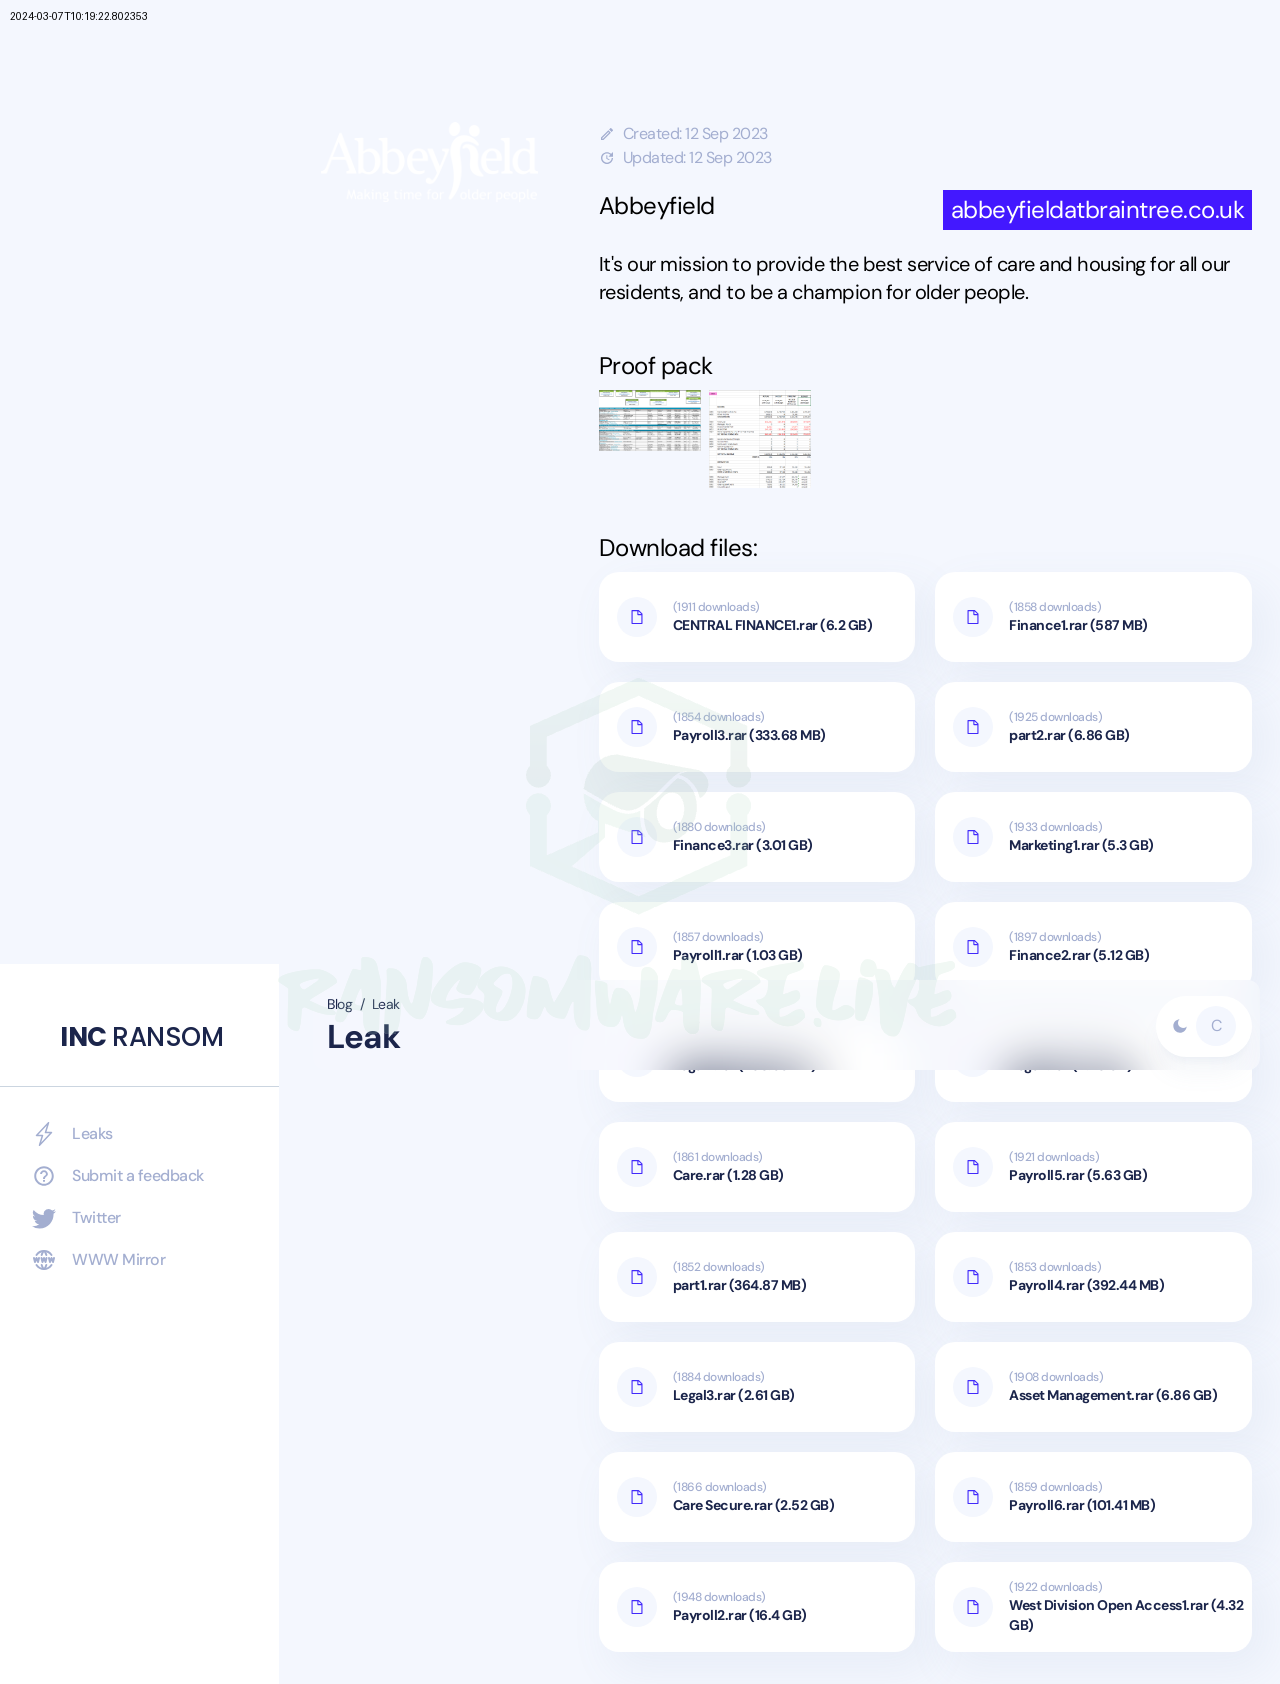 2024-03-07T10:19:22.802353
Abbeyfield
Making time for older people
Created: 12 Sep 2023
Updated: 12 Sep 2023
Abbeyfield
abbeyfieldatbraintree.co.uk
It's our mission to provide the best service of care and housing for all our
residents, and to be a champion for older people.
Proof pack
Download files:
(1911 downloads)
CENTRAL FINANCE1.rar (6.2 GB)
(1858 downloads)
Finance1.rar (587 MB)
(1854 downloads)
Payroll3.rar (333.68 MB)
(1925 downloads)
part2.rar (6.86 GB)
(1880 downloads)
Finance3.rar (3.01 GB)
(1933 downloads)
Marketing1.rar (5.3 GB)
(1857 downloads)
Payroll1.rar (1.03 GB)
(1897 downloads)
Finance2.rar (5.12 GB)
RANSOMWARE.LIVE
Blog / Leak
Leak
C
INC RANSOM
Leaks
Submit a feedback
Twitter
WWW Mirror
(1861 downloads)
Care.rar (1.28 GB)
(1921 downloads)
Payroll5.rar (5.63 GB)
(1852 downloads)
part1.rar (364.87 MB)
(1853 downloads)
Payroll4.rar (392.44 MB)
(1884 downloads)
Legal3.rar (2.61 GB)
(1908 downloads)
Asset Management.rar (6.86 GB)
(1866 downloads)
Care Secure.rar (2.52 GB)
(1859 downloads)
Payroll6.rar (101.41 MB)
(1948 downloads)
Payroll2.rar (16.4 GB)
(1922 downloads)
West Division Open Access1.rar (4.32
GB)